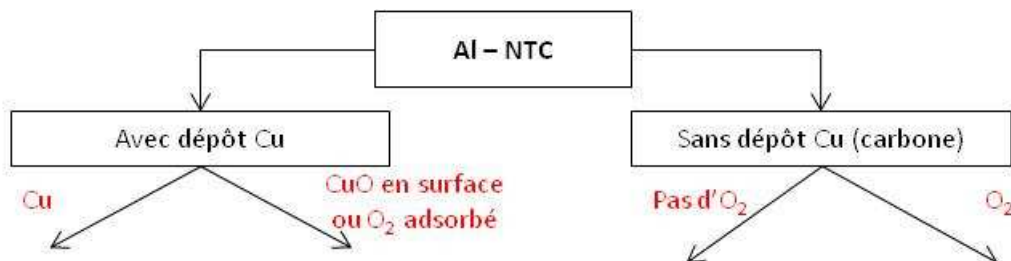 Al – NTC
Avec dépôt Cu
Sans dépôt Cu (carbone)
Cu
CuO en surface
ou O₂ adsorbé
Pas d'O₂
O₂